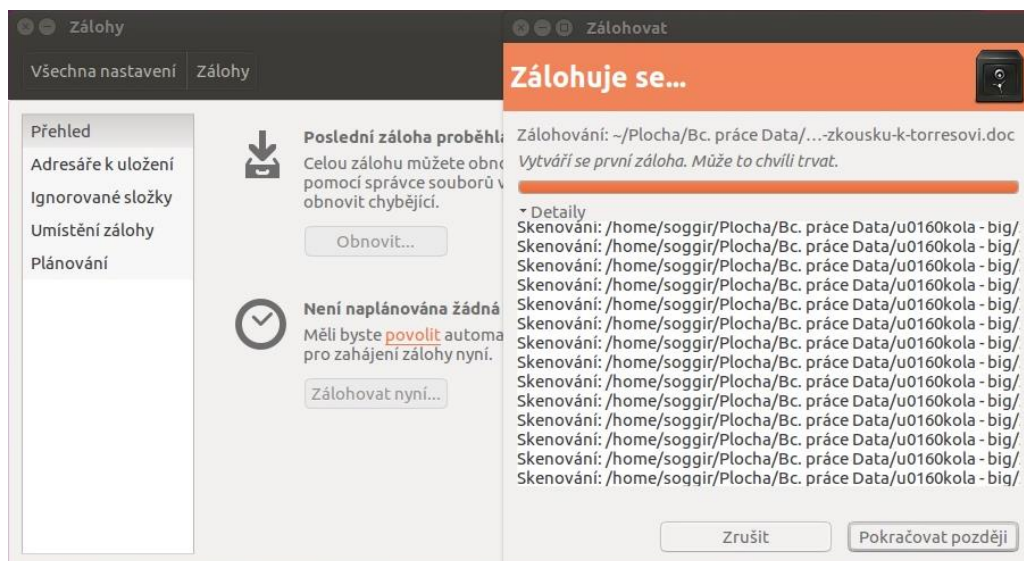 Zálohy
Všechna nastavení
Zálohy
Přehled
Adresáře k uložení
Ignorované složky
Umístění zálohy
Plánování
Poslední záloha proběhla
Celou zálohu můžete obno
pomocí správce souborů v
obnovit chybějící.
Obnovit...
Není naplánována žádná
Měli byste povolit automa
pro zahájení zálohy nyní.
Zálohovat nyní...
Zálohovat
Zálohuje se...
Zálohování: ~/Plocha/Bc. práce Data/…-zkousku-k-torresovi.doc
Vytváří se první záloha. Může to chvíli trvat.
Detaily
Skenování: /home/soggir/Plocha/Bc. práce Data/u0160kola - big/
Skenování: /home/soggir/Plocha/Bc. práce Data/u0160kola - big/
Skenování: /home/soggir/Plocha/Bc. práce Data/u0160kola - big/
Skenování: /home/soggir/Plocha/Bc. práce Data/u0160kola - big/
Skenování: /home/soggir/Plocha/Bc. práce Data/u0160kola - big/
Skenování: /home/soggir/Plocha/Bc. práce Data/u0160kola - big/
Skenování: /home/soggir/Plocha/Bc. práce Data/u0160kola - big/
Skenování: /home/soggir/Plocha/Bc. práce Data/u0160kola - big/
Skenování: /home/soggir/Plocha/Bc. práce Data/u0160kola - big/
Skenování: /home/soggir/Plocha/Bc. práce Data/u0160kola - big/
Skenování: /home/soggir/Plocha/Bc. práce Data/u0160kola - big/
Skenování: /home/soggir/Plocha/Bc. práce Data/u0160kola - big/
Skenování: /home/soggir/Plocha/Bc. práce Data/u0160kola - big/
Skenování: /home/soggir/Plocha/Bc. práce Data/u0160kola - big/
Zrušit
Pokračovat později